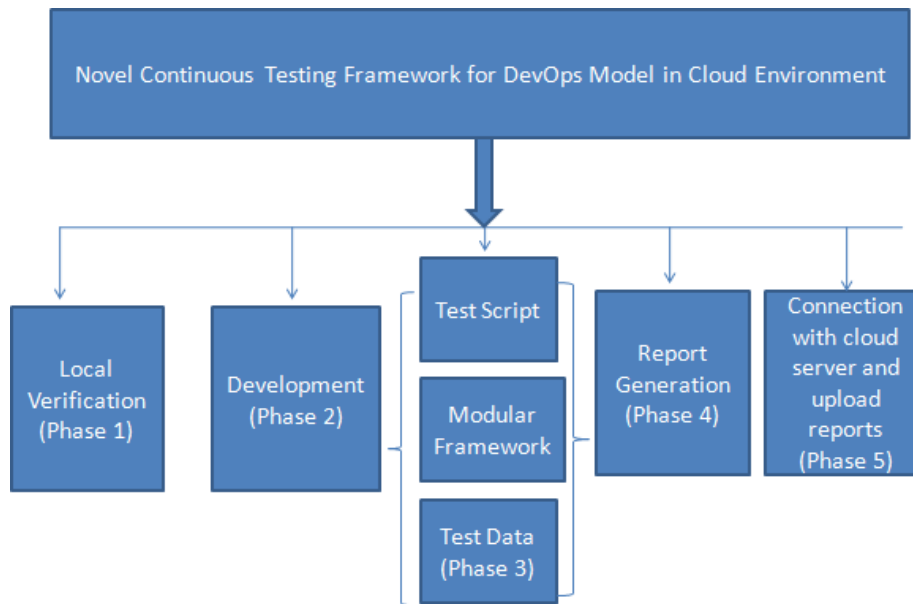 Novel Continuous Testing Framework for DevOps Model in Cloud Environment
Local
Verification
(Phase 1)
Development
(Phase 2)
Test Script
Modular
Framework
Test Data
(Phase 3)
Report
Generation
(Phase 4)
Connection
with cloud
server and
upload
reports
(Phase 5)